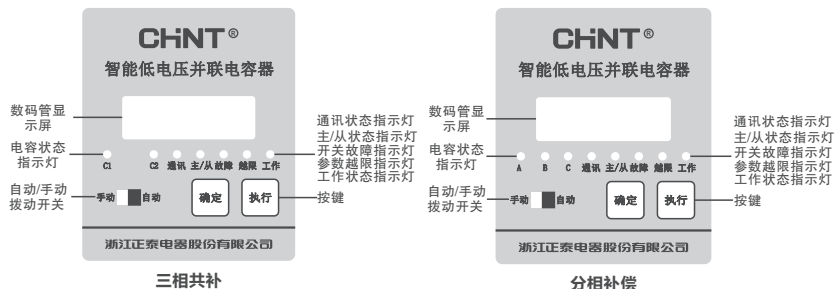 CHiNT®
智能低电压并联电容器
数码管显
示屏
电容状态
指示灯
C1 C2 通讯 主/从 故障 越限 工作
通讯状态指示灯
主/从状态指示灯
开关故障指示灯
参数越限指示灯
工作状态指示灯
自动/手动
拨动开关
手动 自动
确定 执行
按键
浙江正泰电器股份有限公司
三相共补
CHiNT®
智能低电压并联电容器
数码管显
示屏
电容状态
指示灯
A B C 通讯 主/从 故障 越限 工作
通讯状态指示灯
主/从状态指示灯
开关故障指示灯
参数越限指示灯
工作状态指示灯
自动/手动
拨动开关
手动 自动
确定 执行
按键
浙江正泰电器股份有限公司
分相补偿